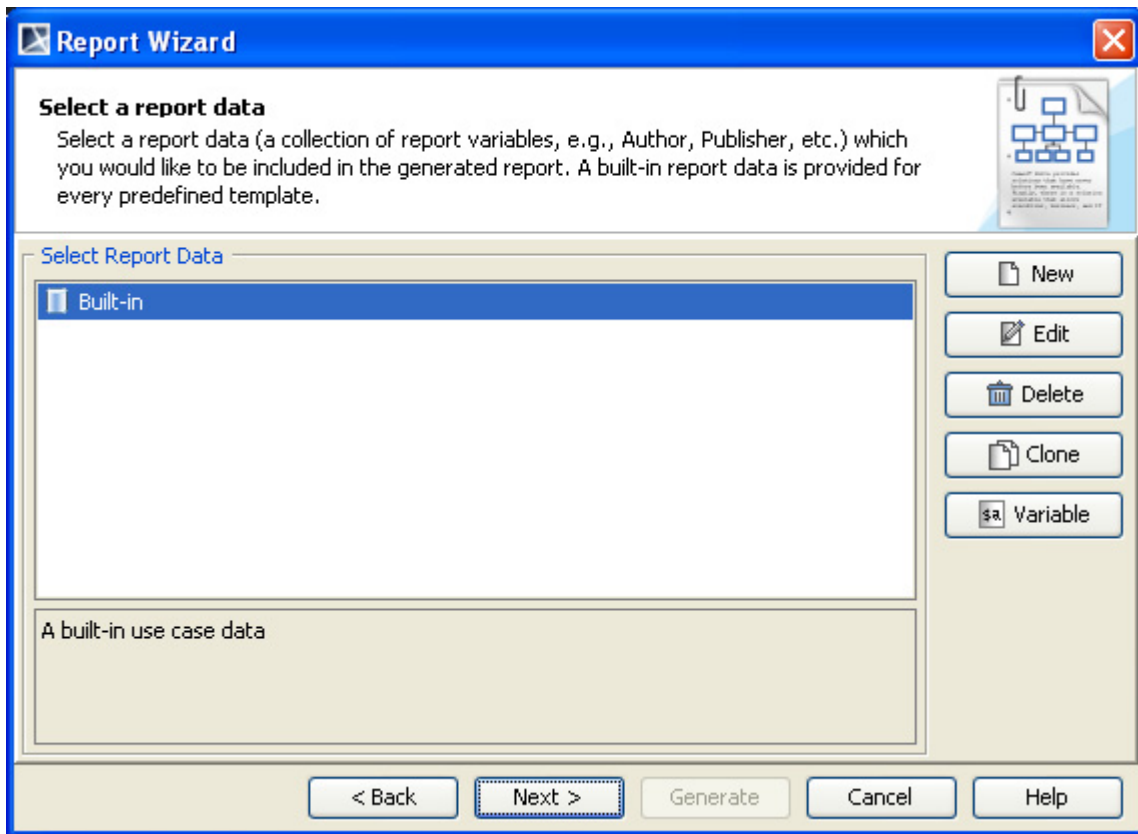 Report Wizard
Select a report data
Select a report data (a collection of report variables, e.g., Author, Publisher, etc.) which
you would like to be included in the generated report. A built-in report data is provided for
every predefined template.
Select Report Data
Built-in
A built-in use case data
New
Edit
Delete
Clone
$a Variable
< Back
Next >
Generate
Cancel
Help